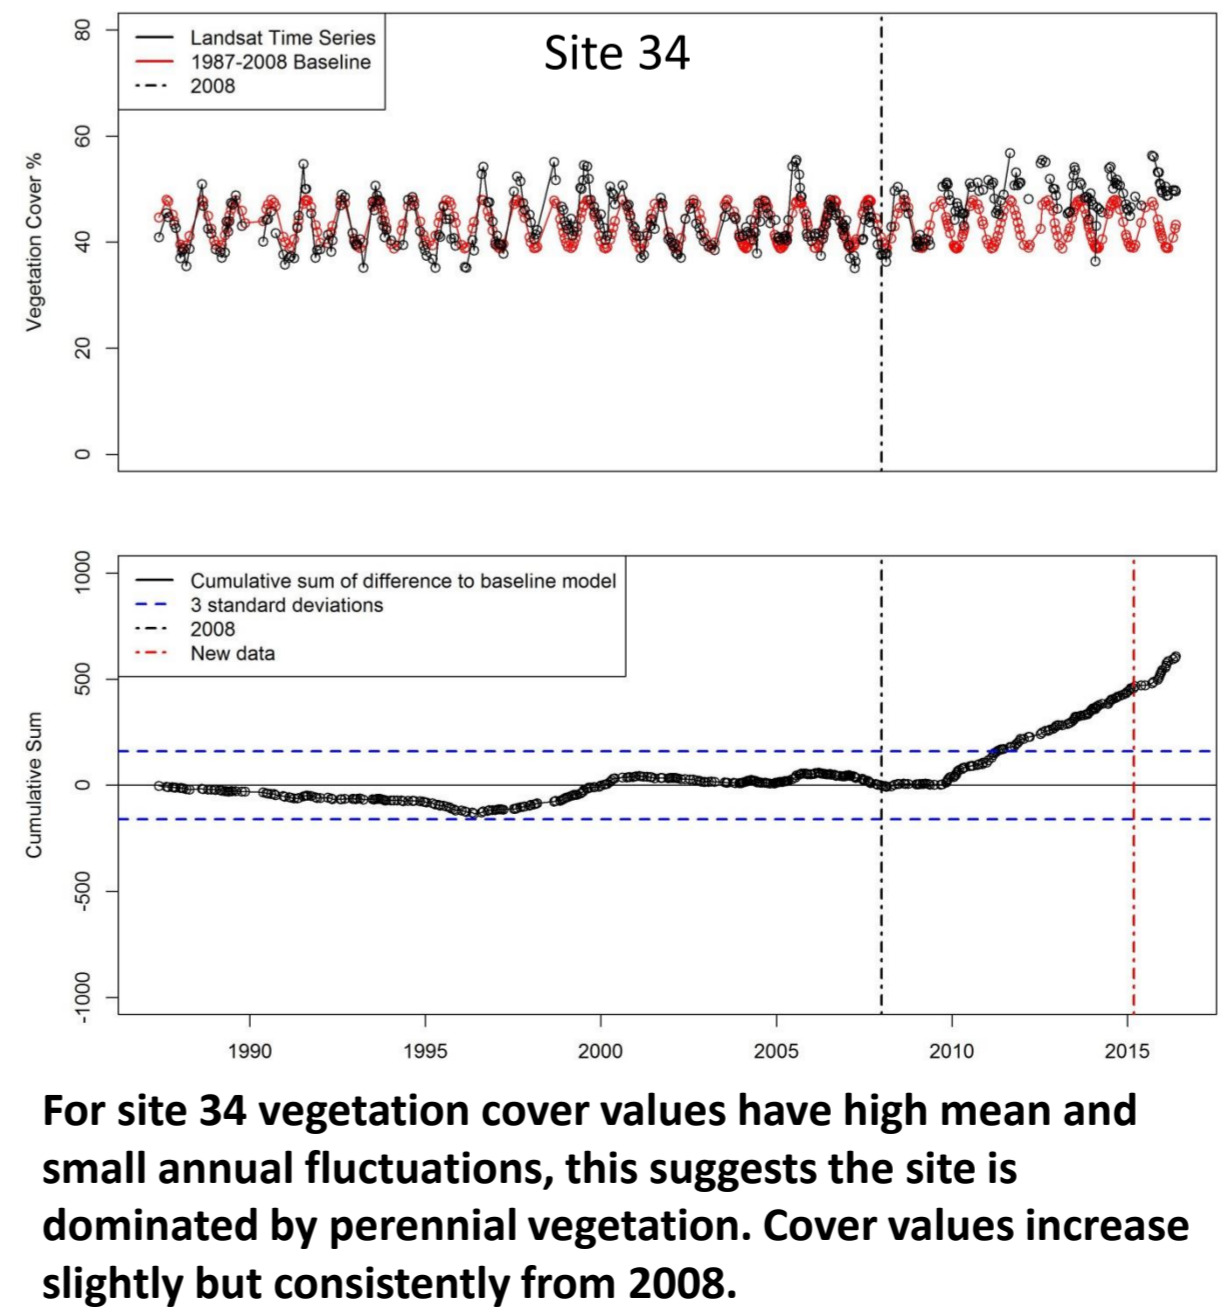 Landsat Time Series
1987-2008 Baseline
2008
Site 34
80
60
40
20
0
Vegetation Cover %
Cumulative sum of difference to baseline model
3 standard deviations
2008
New data
1000
500
0
-500
-1000
Cumulative Sum
1990 1995 2000 2005 2010 2015
For site 34 vegetation cover values have high mean and
small annual fluctuations, this suggests the site is
dominated by perennial vegetation. Cover values increase
slightly but consistently from 2008.